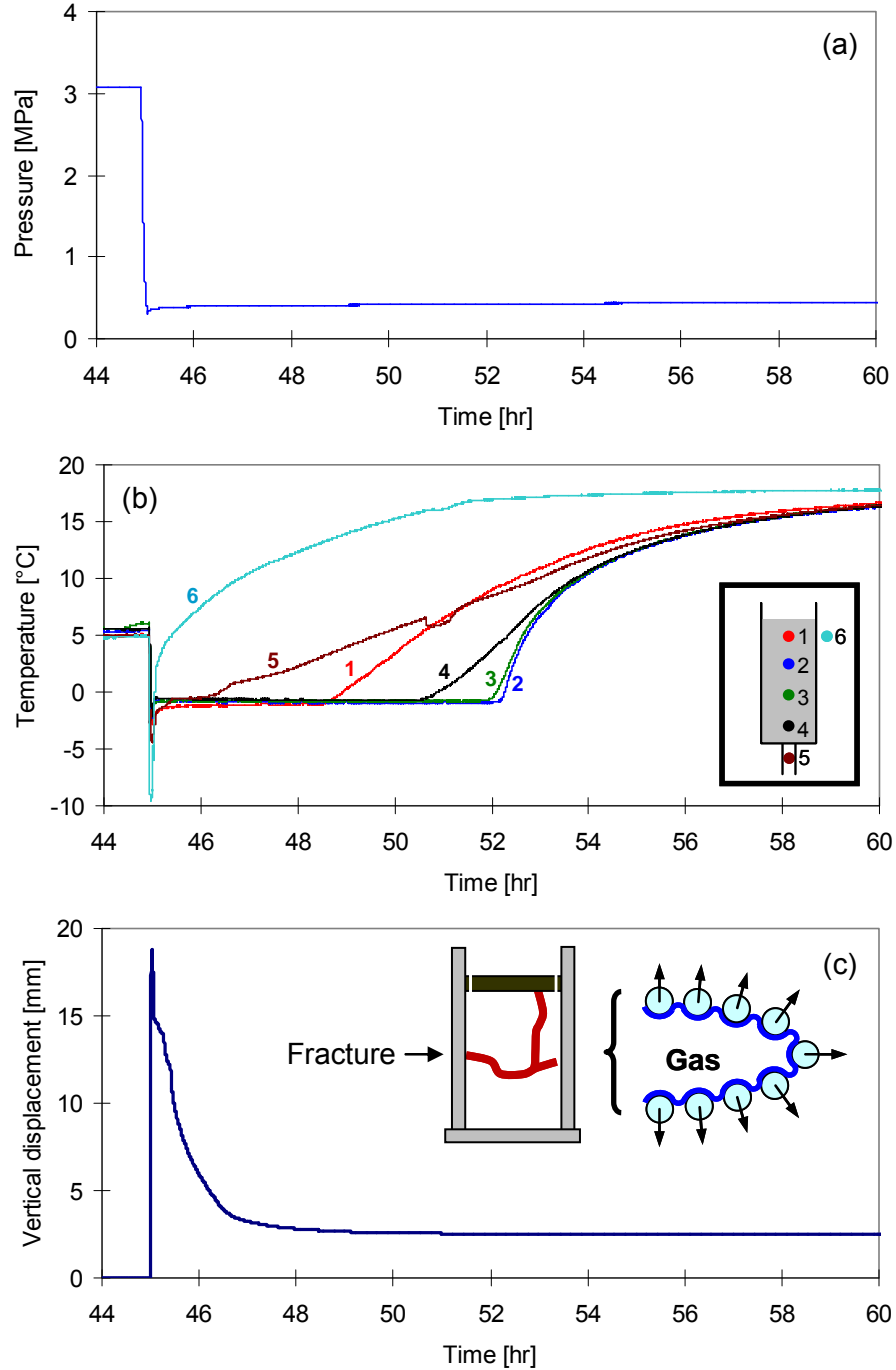 (a)
Pressure [MPa]
4
3
2
1
0
44 46 48 50 52 54 56 58 60
Time [hr]
(b)
Temperature [°C]
20
15
10
5
0
-5
-10
6
5
1
4
3
2
1
6
2
3
4
5
44 46 48 50 52 54 56 58 60
Time [hr]
(c)
Vertical displacement [mm]
20
15
10
5
0
Fracture
Gas
44 46 48 50 52 54 56 58 60
Time [hr]